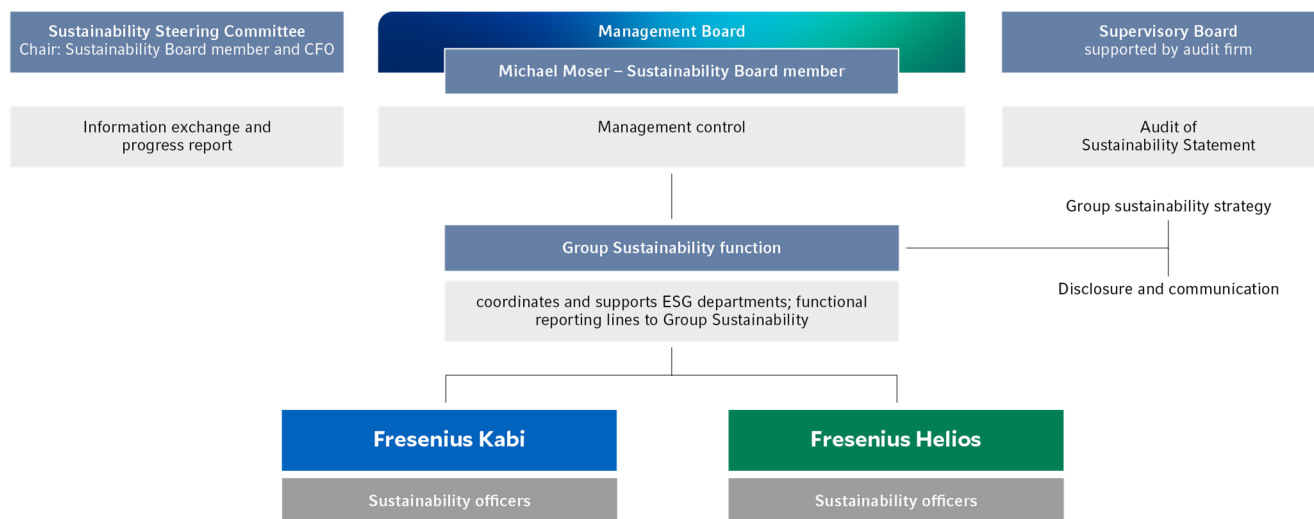 Sustainability Steering Committee
Chair: Sustainability Board member and CFO
Management Board
Michael Moser – Sustainability Board member
Supervisory Board
supported by audit firm
Information exchange and
progress report
Management control
Audit of
Sustainability Statement
Group sustainability strategy
Group Sustainability function
Disclosure and communication
coordinates and supports ESG departments; functional
reporting lines to Group Sustainability
Fresenius Kabi
Fresenius Helios
Sustainability officers
Sustainability officers